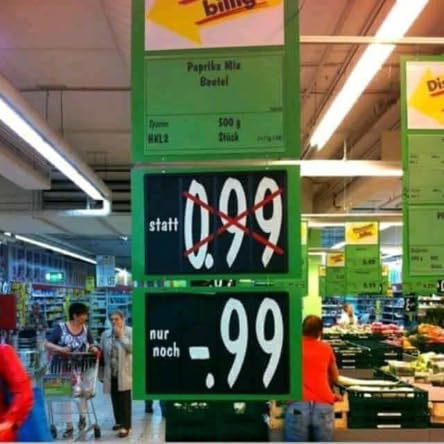 billig
Paprika Mix
Beutel
Spanien 500 g
HKL2 Stück
statt 0.99
nur noch -.99